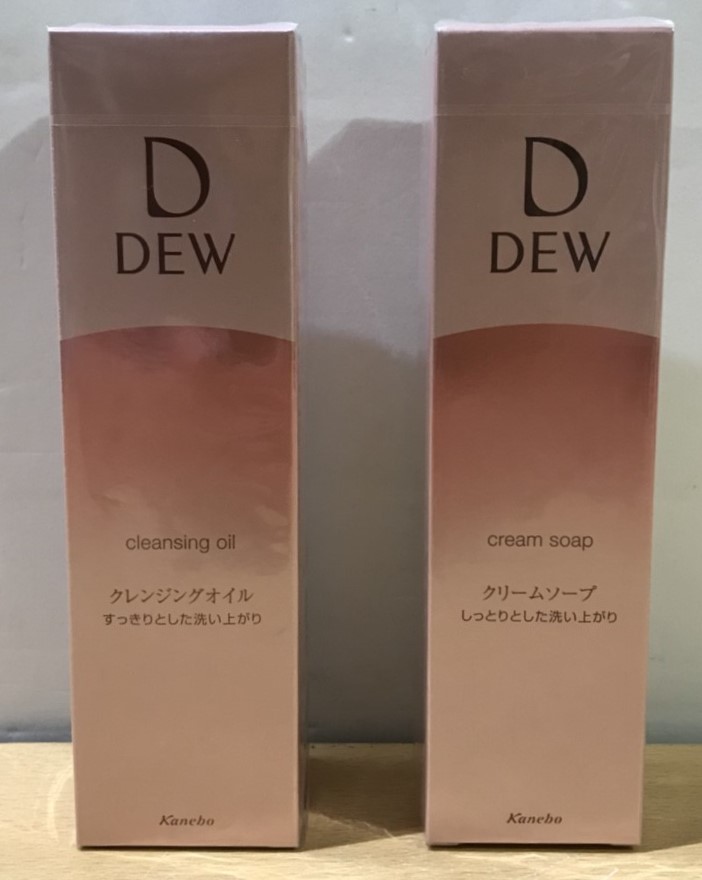 D
DEW
cleansing oil
クレンジングオイル
すっきりとした洗い上がり
Kanebo
D
DEW
cream soap
クリームソープ
しっとりとした洗い上がり
Kanebo